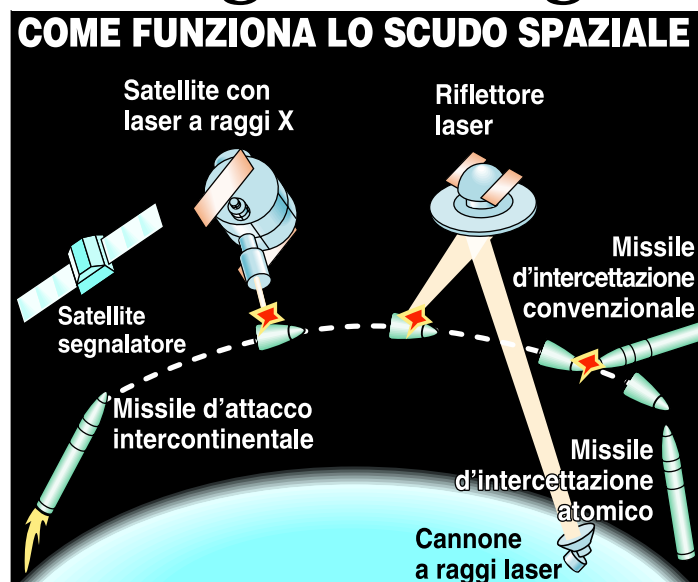 COME FUNZIONA LO SCUDO SPAZIALE
Satellite con
laser a raggi X
Riflettore
laser
Missile
d'intercettazione
convenzionale
Satellite
segnalatore
Missile d'attacco
intercontinentale
Missile
d'intercettazione
atomico
Cannone
a raggi laser